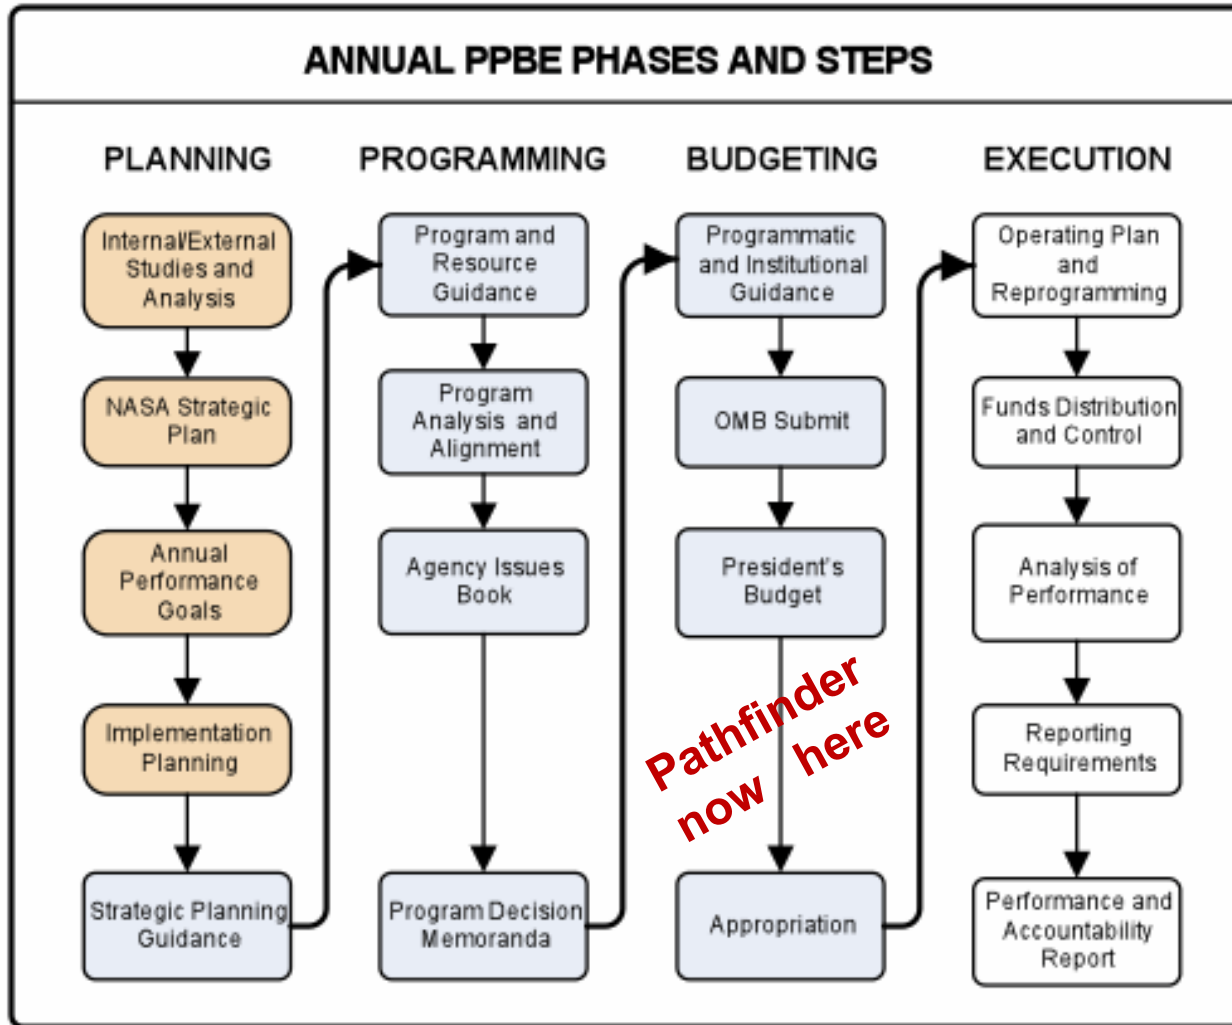 ANNUAL PPBE PHASES AND STEPS
PLANNING
Internal/External
Studies and
Analysis
NASA Strategic
Plan
Annual
Performance
Goals
Implementation
Planning
Strategic Planning
Guidance
PROGRAMMING
Program and
Resource
Guidance
Program
Analysis and
Alignment
Agency Issues
Book
Program Decision
Memoranda
BUDGETING
Programmatic
and Institutional
Guidance
OMB Submit
President's
Budget
Pathfinder
now here
Appropriation
EXECUTION
Operating Plan
and
Reprogramming
Funds Distribution
and Control
Analysis of
Performance
Reporting
Requirements
Performance and
Accountability
Report